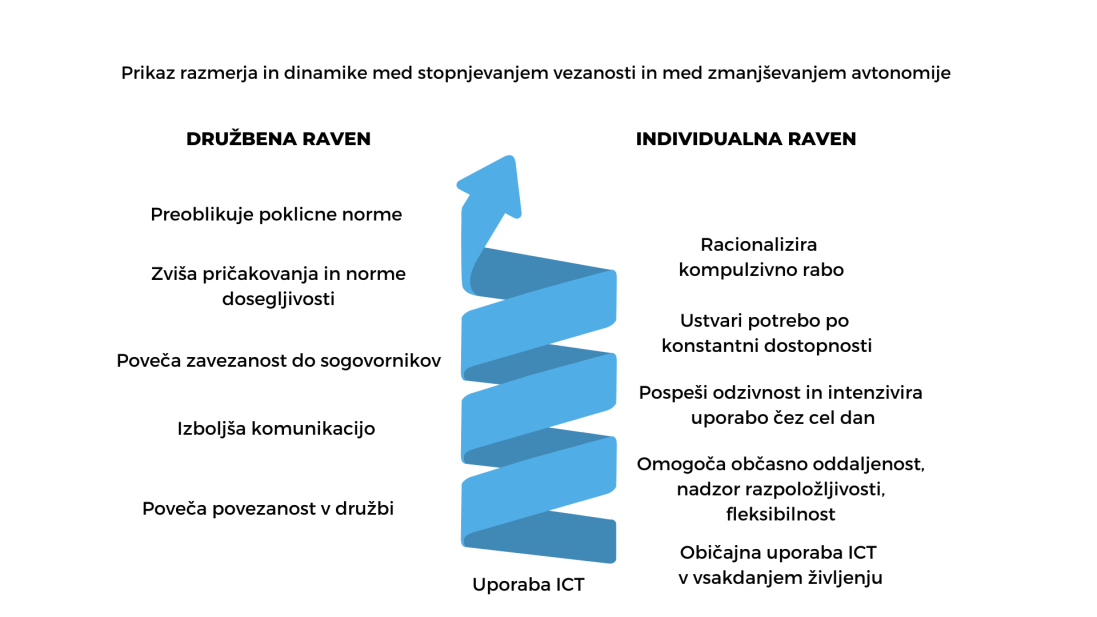 Prikaz razmerja in dinamike med stopnjevanjem vezanosti in med zmanjševanjem avtonomije
DRUŽBENA RAVEN
Preoblikuje poklicne norme
Zviša pričakovanja in norme
dosegljivosti
Poveča zavezanost do sogovornikov
Izboljša komunikacijo
Poveča povezanost v družbi
INDIVIDUALNA RAVEN
Racionalizira
kompulzivno rabo
Ustvari potrebo po
konstantni dostopnosti
Pospeši odzivnost in intenzivira
uporabo čez cel dan
Omogoča občasno oddaljenost,
nadzor razpoložljivosti,
fleksibilnost
Običajna uporaba ICT
v vsakdanjem življenju
Uporaba ICT